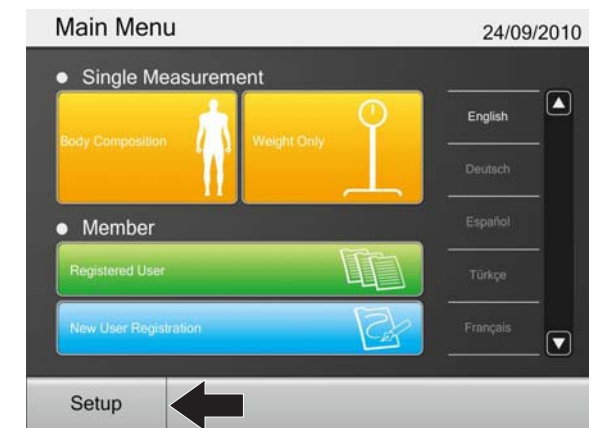 Main Menu
24/09/2010
Single Measurement
Body Composition
Weight Only
Member
Registered User
New User Registration
English
Deutsch
Español
Türkçe
Français
Setup